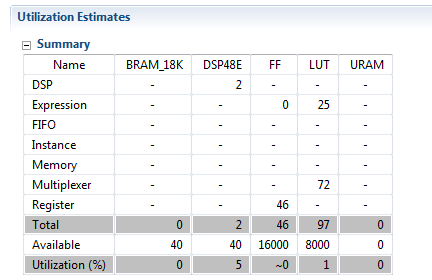 Utilization Estimates
Summary
Name BRAM_18K DSP48E FF LUT URAM
DSP - 2 - - -
Expression - - 0 25 -
FIFO - - - - -
Instance - - - - -
Memory - - - - -
Multiplexer - - - 72 -
Register - - 46 - -
Total 0 2 46 97 0
Available 40 40 16000 8000 0
Utilization (%) 0 5 ~0 1 0